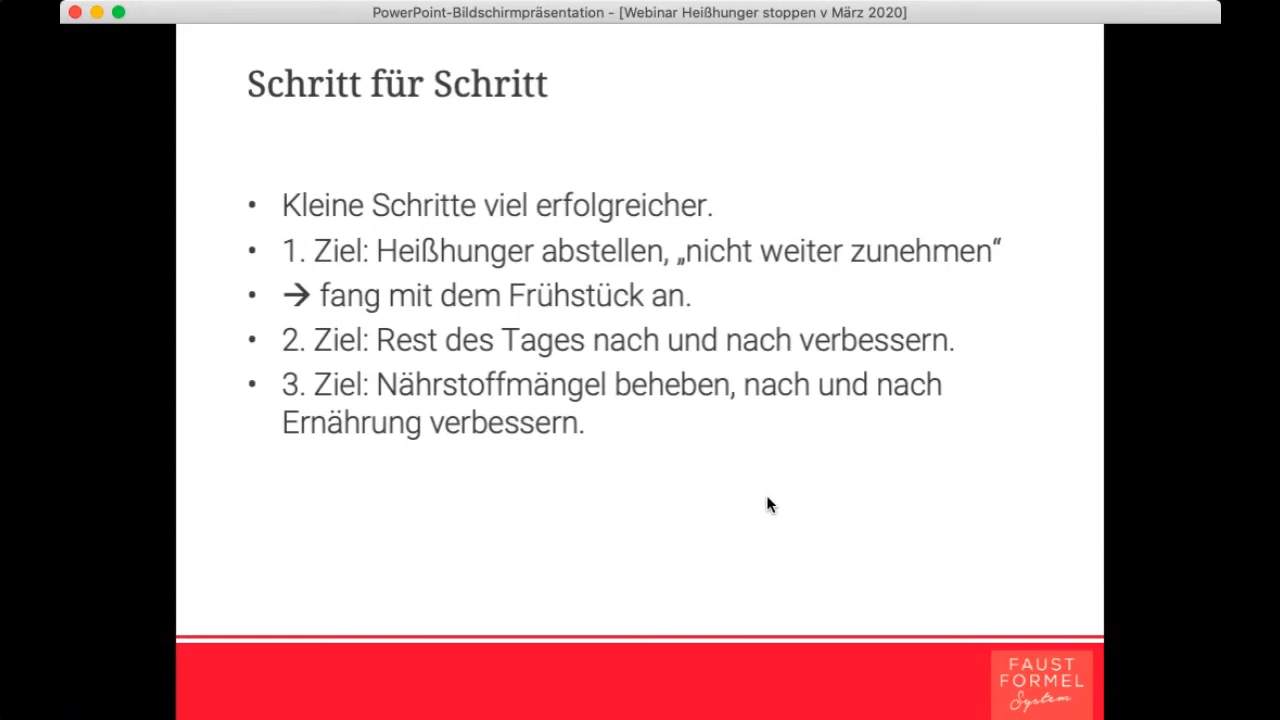 PowerPoint-Bildschirmpräsentation - [Webinar Heißhunger stoppen v März 2020]
Schritt für Schritt
• Kleine Schritte viel erfolgreicher.
• 1. Ziel: Heißhunger abstellen, „nicht weiter zunehmen“
• → fang mit dem Frühstück an.
• 2. Ziel: Rest des Tages nach und nach verbessern.
• 3. Ziel: Nährstoffmängel beheben, nach und nach
Ernährung verbessern.
FAUST
FORMEL
System